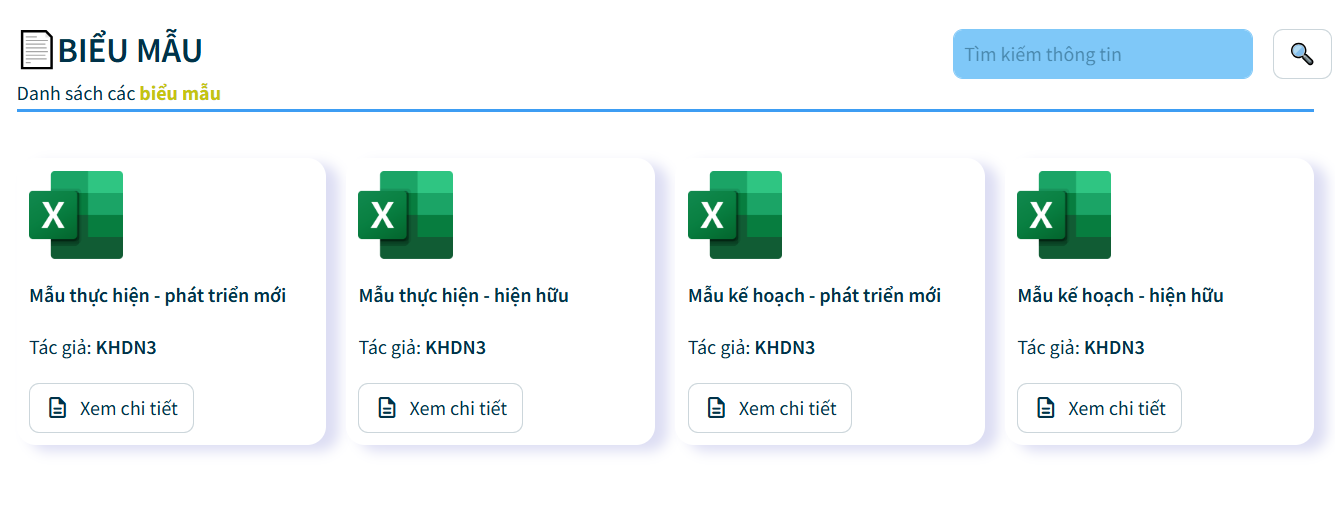 BIỂU MẪU
Tìm kiếm thông tin
Danh sách các biểu mẫu
X
X
X
X
Mẫu thực hiện - phát triển mới
Mẫu thực hiện - hiện hữu
Mẫu kế hoạch - phát triển mới
Mẫu kế hoạch - hiện hữu
Tác giả: KHDN3
Tác giả: KHDN3
Tác giả: KHDN3
Tác giả: KHDN3
Xem chi tiết
Xem chi tiết
Xem chi tiết
Xem chi tiết